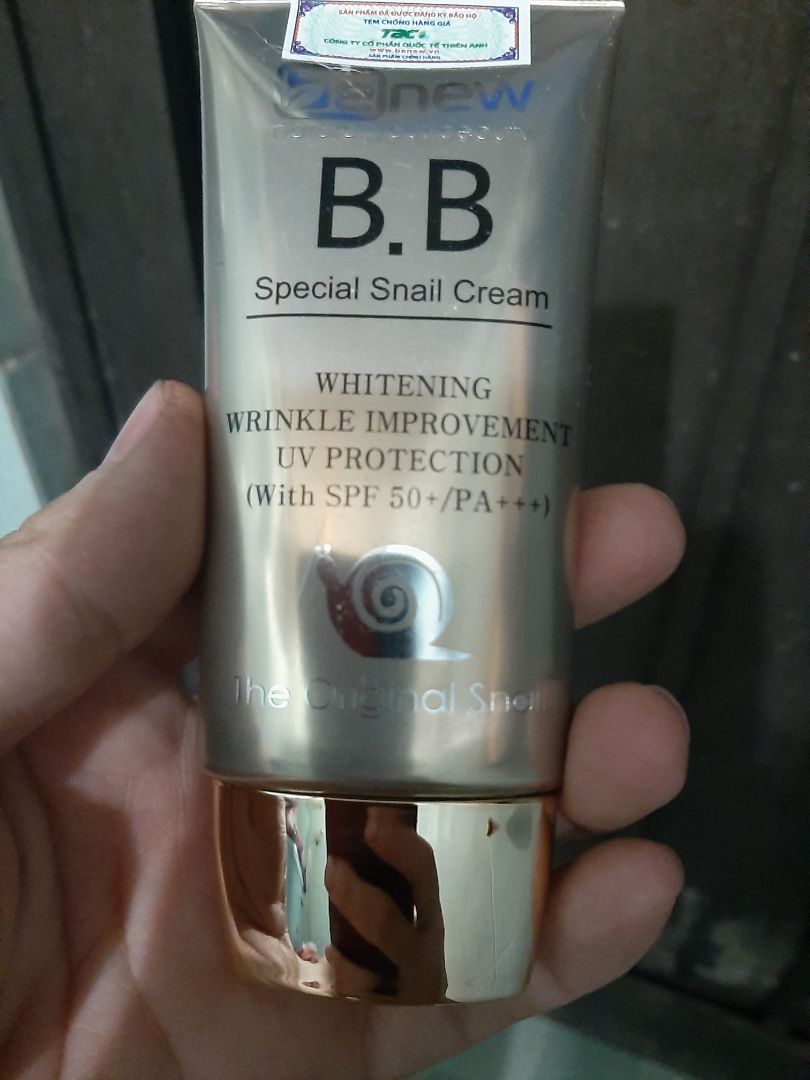 SẢN PHẨM ĐÃ ĐƯỢC ĐĂNG KÝ BẢO HỘ
TEM CHỐNG HÀNG GIẢ
TACI
CÔNG TY CỔ PHẦN QUỐC TẾ THIÊN ANH
www.benew.vn
SẢN PHẨM CHÍNH HÃNG
benew
B.B
Special Snail Cream
WHITENING
WRINKLE IMPROVEMENT
UV PROTECTION
(With SPF 50+/PA+++)
The Original Snail